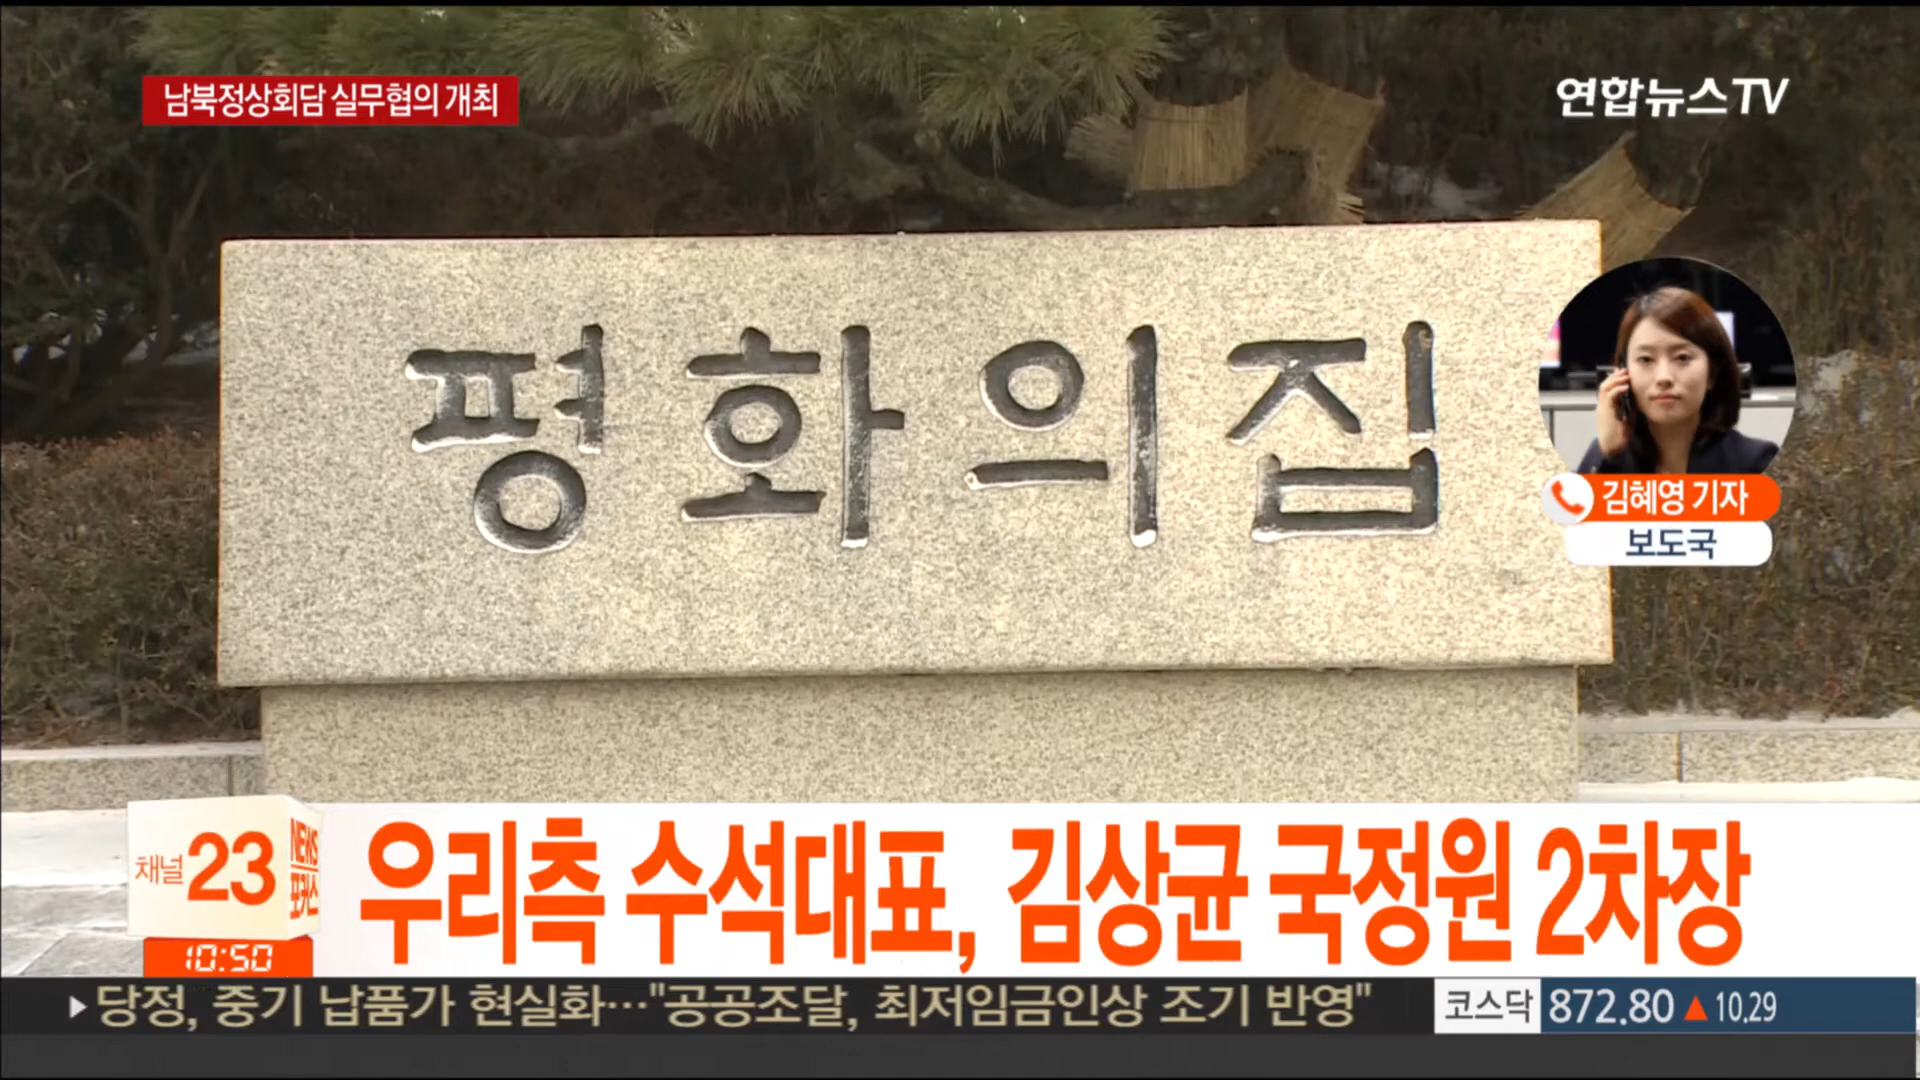 남북정상회담 실무협의 개최
연합뉴스TV
평화의집
김혜영 기자
보도국
채널 23
NEWS
포커스
10:50
우리측 수석대표, 김상균 국정원 2차장
▶당정, 중기 납품가 현실화…"공공조달, 최저임금인상 조기 반영"
코스닥 872.80 ▲10.29